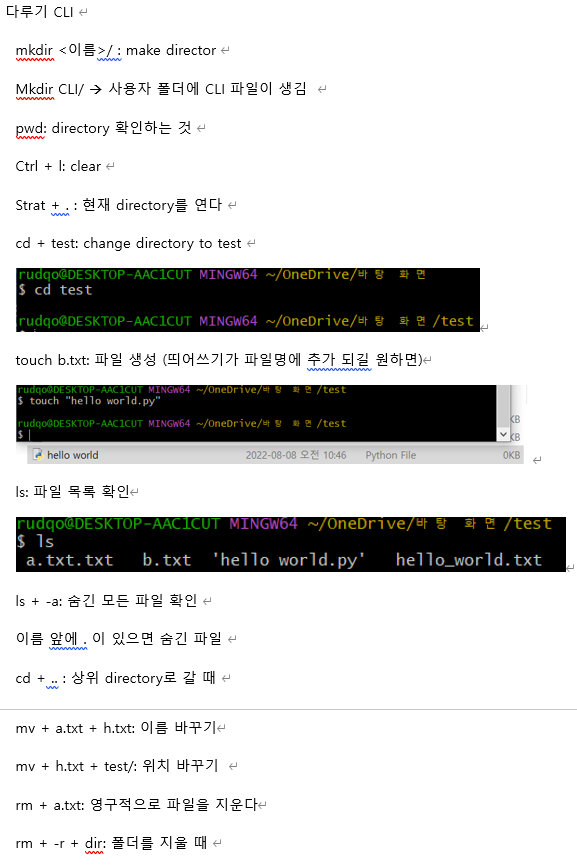 다루기 CLI
mkdir <이름>/ : make director
Mkdir CLI/ → 사용자 폴더에 CLI 파일이 생김
pwd: directory 확인하는 것
Ctrl + l: clear
Strat + . : 현재 directory를 연다
cd + test: change directory to test
rudqo@DESKTOP-AAC1CUT MINGW64 ~/OneDrive/바탕 화면
$ cd test
rudqo@DESKTOP-AAC1CUT MINGW64 ~/OneDrive/바탕 화면/test
touch b.txt: 파일 생성 (띄어쓰기가 파일명에 추가 되길 원하면)
rudqo@DESKTOP-AAC1CUT MINGW64 ~/OneDrive/바탕 화면/test
$ touch "hello world.py"
rudqo@DESKTOP-AAC1CUT MINGW64 ~/OneDrive/바탕 화면/test
$
KB
KB
hello world 2022-08-08 오전 10:46 Python File 0KB
ls: 파일 목록 확인
rudqo@DESKTOP-AAC1CUT MINGW64 ~/OneDrive/바탕 화면/test
$ ls
a.txt.txt b.txt 'hello world.py' hello_world.txt
ls + -a: 숨긴 모든 파일 확인
이름 앞에 . 이 있으면 숨긴 파일
cd + .. : 상위 directory로 갈 때
mv + a.txt + h.txt: 이름 바꾸기
mv + h.txt + test/: 위치 바꾸기
rm + a.txt: 영구적으로 파일을 지운다
rm + -r + dir: 폴더를 지울 때